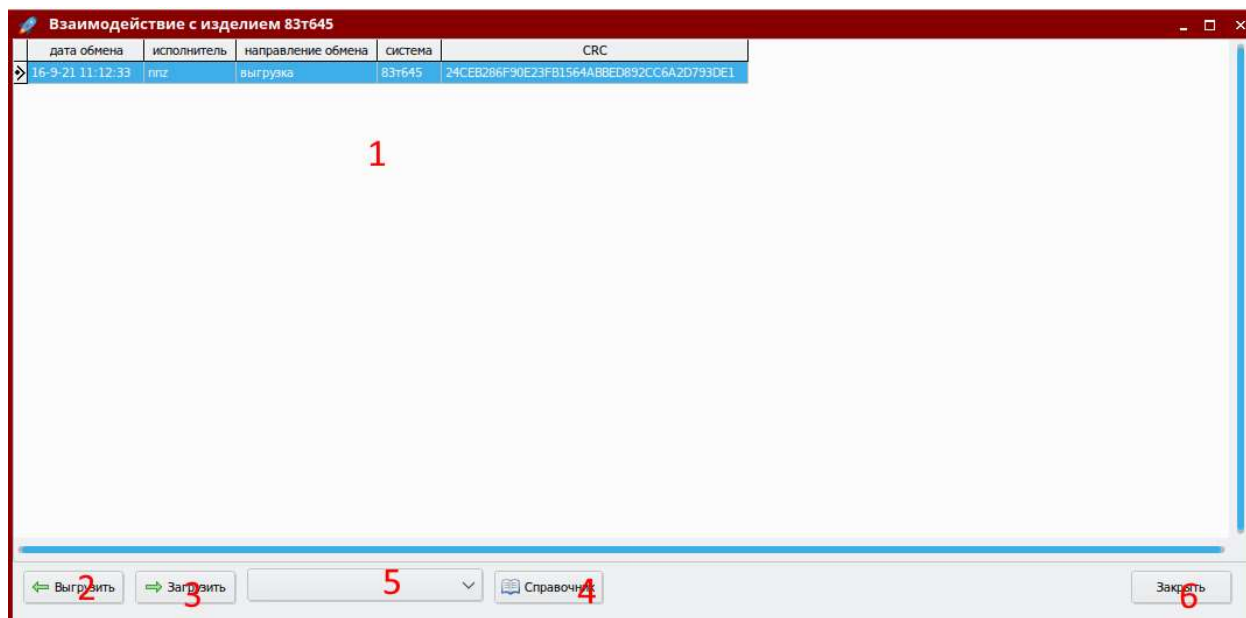 Взаимодействие с изделием 83т645
дата обмена исполнитель направление обмена система CRC
16-9-21 11:12:33 nnz выгрузка 83т645 24CEB286F90E23FB1564ABBED892CC6A2D793DE1
1
Выгрузить Загрузить Справочник Закрыть
2 3 5 4 6